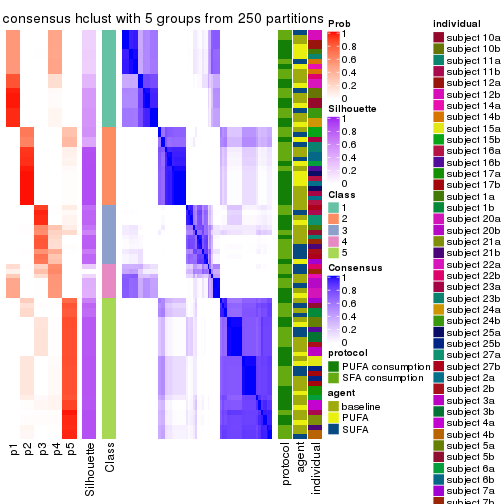 consensus hclust with 5 groups from 250 partitions
Prob
1
0.8
0.6
0.4
0.2
0
Silhouette
1
0.8
0.6
0.4
0.2
0
Class
1
2
3
4
5
Consensus
1
0.8
0.6
0.4
0.2
0
protocol
PUFA consumption
SFA consumption
agent
baseline
PUFA
SUFA
individual
subject 10a
subject 10b
subject 11a
subject 11b
subject 12a
subject 12b
subject 14a
subject 14b
subject 15a
subject 15b
subject 16a
subject 16b
subject 17a
subject 17b
subject 1a
subject 1b
subject 20a
subject 20b
subject 21a
subject 21b
subject 22a
subject 22b
subject 23a
subject 23b
subject 24a
subject 24b
subject 25a
subject 25b
subject 27a
subject 27b
subject 2a
subject 2b
subject 3a
subject 3b
subject 4a
subject 4b
subject 5a
subject 5b
subject 6a
subject 6b
subject 7a
subject 7b
p1
p2
p3
p4
p5
Silhouette
Class
protocol
agent
individual